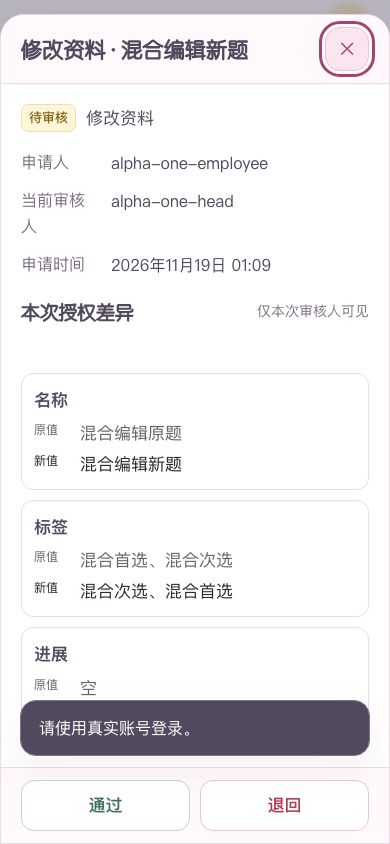 修改资料 · 混合编辑新题
待审核 修改资料
申请人 alpha-one-employee
当前审核人 alpha-one-head
申请时间 2026年11月19日 01:09
本次授权差异 仅本次审核人可见
名称
原值 混合编辑原题
新值 混合编辑新题
标签
原值 混合首选、混合次选
新值 混合次选、混合首选
进展
原值 空
请使用真实账号登录。
通过 退回